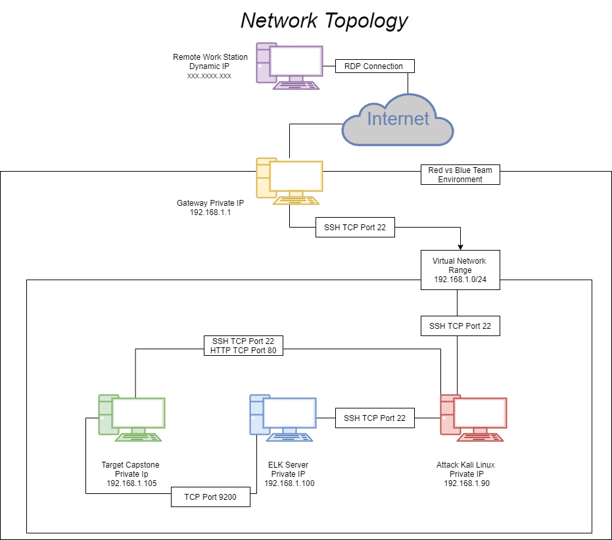 Network Topology
Remote Work Station
Dynamic IP
xxx.xxxx.xxx
RDP Connection
Internet
Red vs Blue Team
Environment
Gateway Private IP
192.168.1.1
SSH TCP Port 22
Virtual Network
Range
192.168.1.0/24
SSH TCP Port 22
SSH TCP Port 22
HTTP TCP Port 80
SSH TCP Port 22
Target Capstone
Private Ip
192.168.1.105
ELK Server
Private IP
192.168.1.100
Attack Kali Linux
Private IP
192.168.1.90
TCP Port 9200